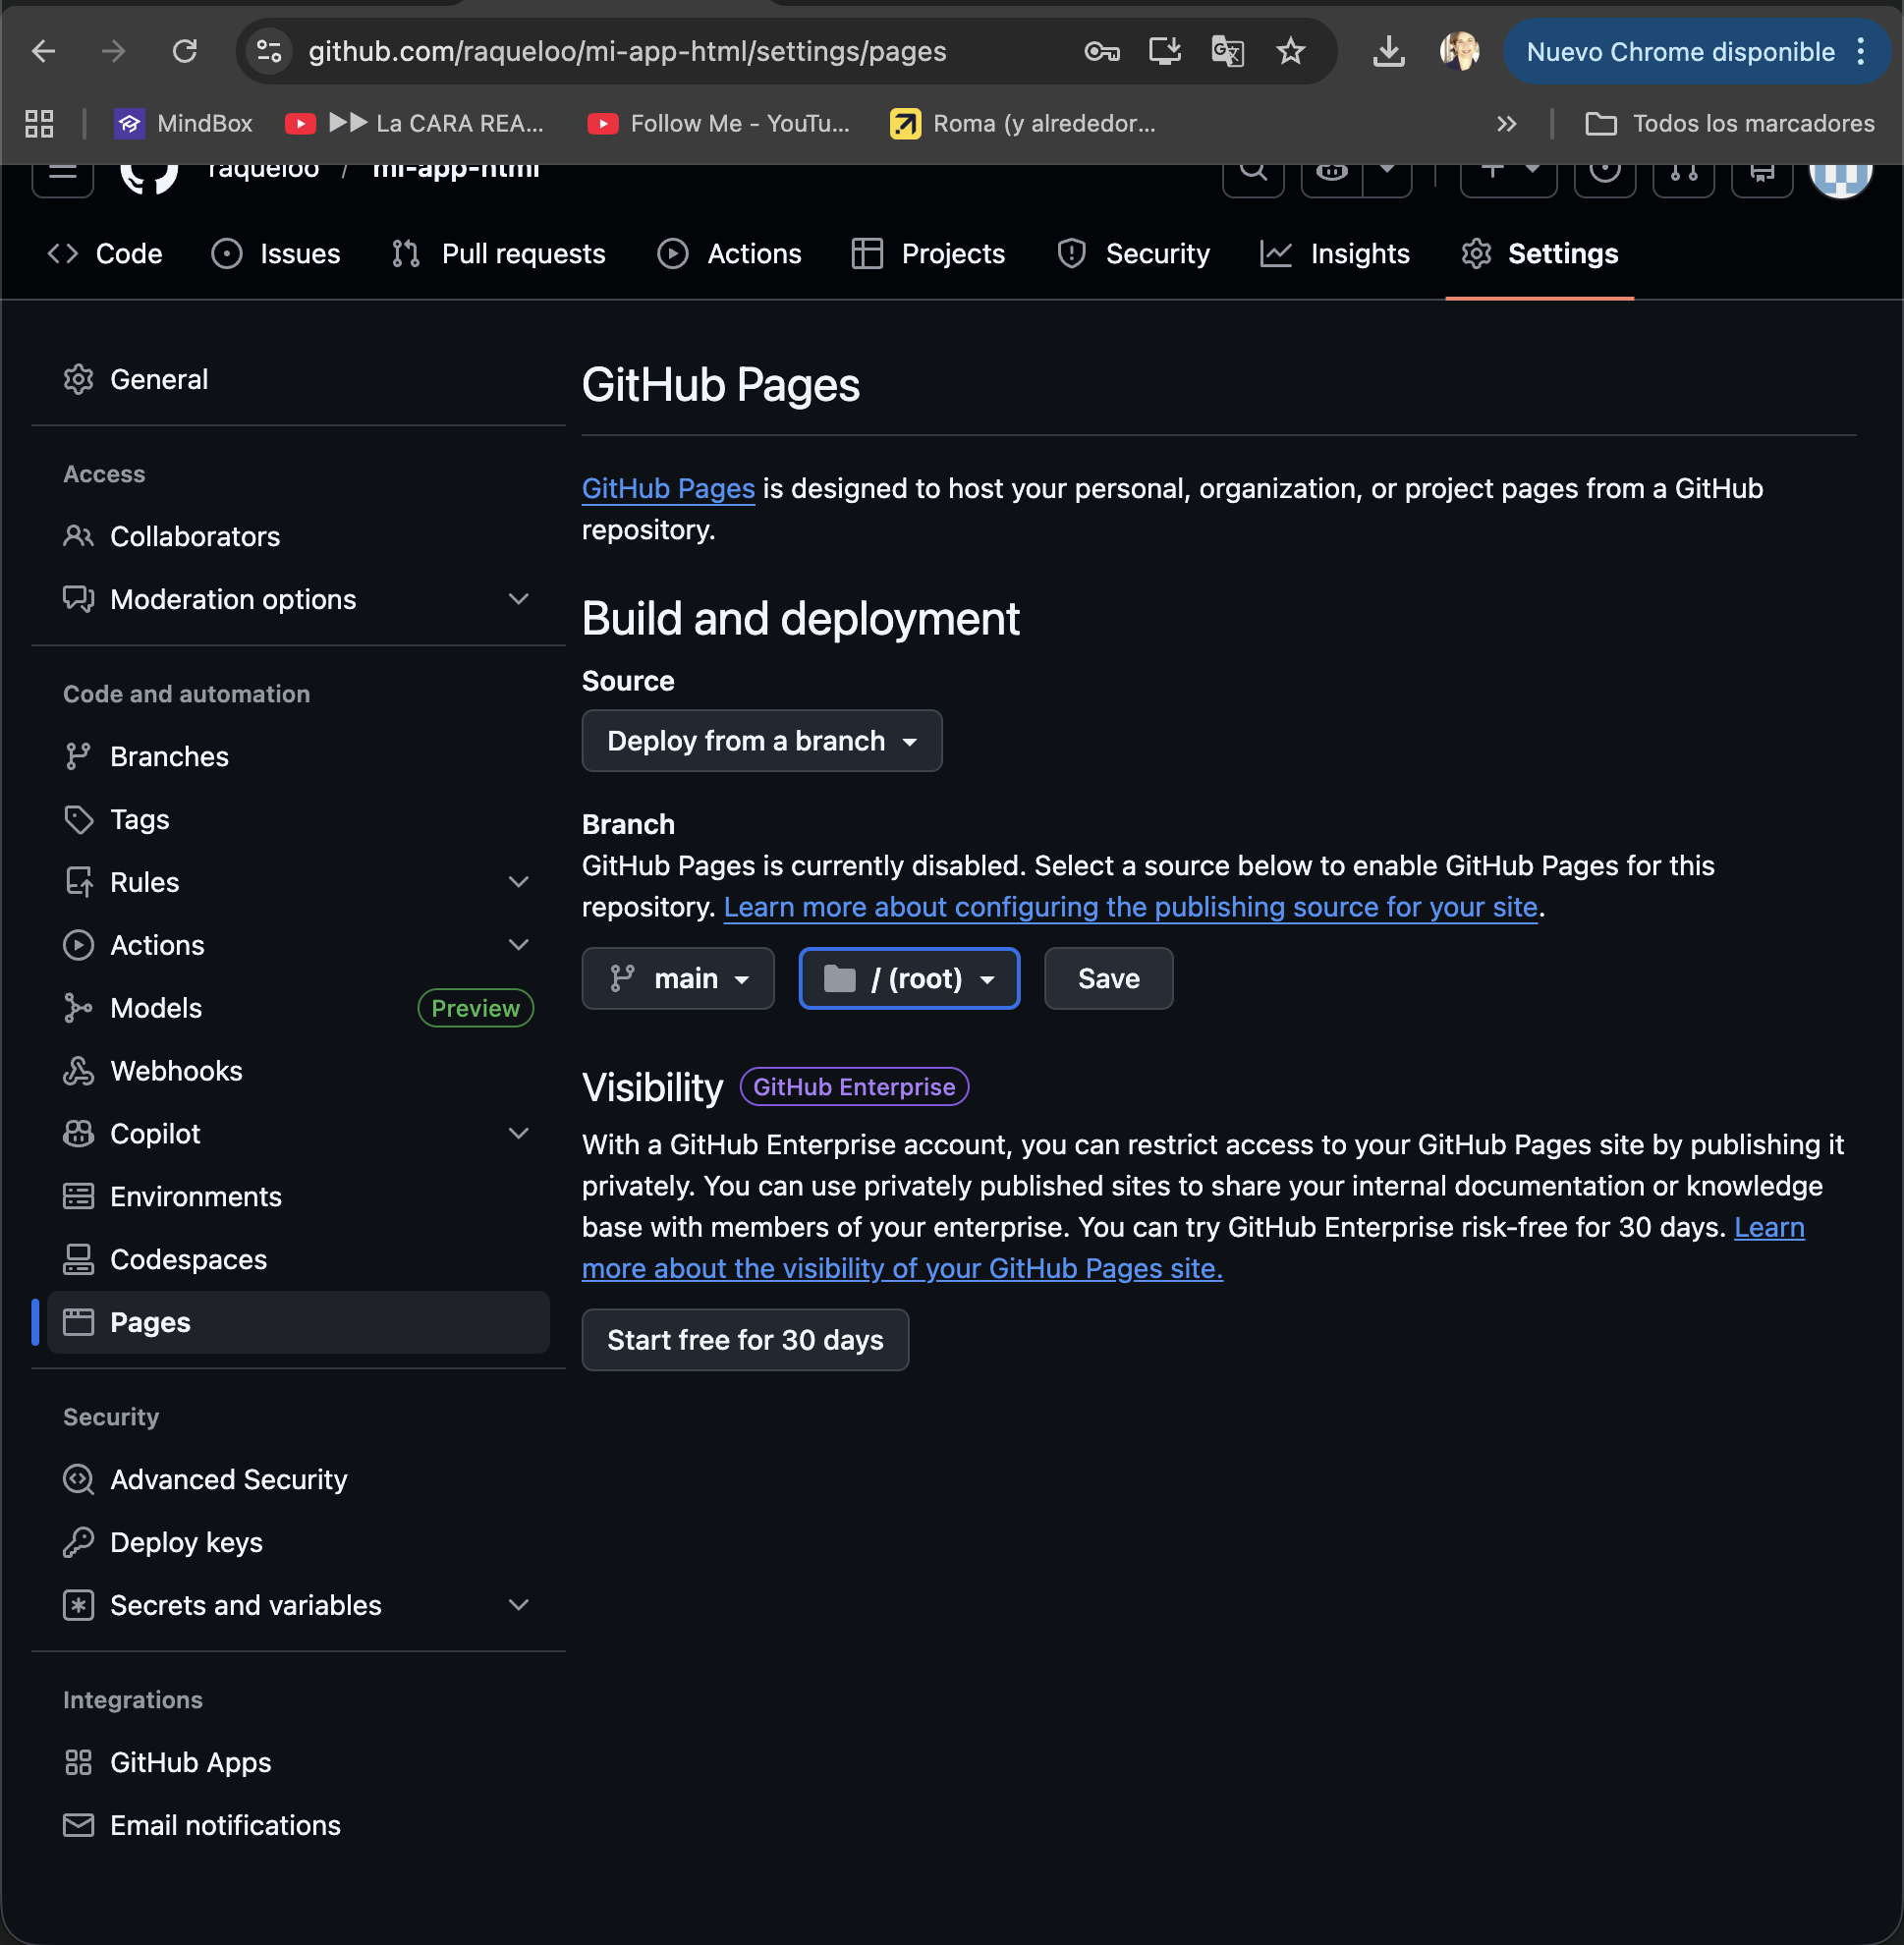 github.com/raqueloo/mi-app-html/settings/pages
Nuevo Chrome disponible
MindBox
▶▶ La CARA REA...
Follow Me - YouTu...
Roma (y alrededor...
Todos los marcadores
raqueloo / mi-app-html
Code
Issues
Pull requests
Actions
Projects
Security
Insights
Settings
General
Access
Collaborators
Moderation options
Code and automation
Branches
Tags
Rules
Actions
Models
Preview
Webhooks
Copilot
Environments
Codespaces
Pages
Security
Advanced Security
Deploy keys
Secrets and variables
Integrations
GitHub Apps
Email notifications
GitHub Pages
GitHub Pages is designed to host your personal, organization, or project pages from a GitHub
repository.
Build and deployment
Source
Deploy from a branch
Branch
GitHub Pages is currently disabled. Select a source below to enable GitHub Pages for this
repository. Learn more about configuring the publishing source for your site.
main
/ (root)
Save
Visibility
GitHub Enterprise
With a GitHub Enterprise account, you can restrict access to your GitHub Pages site by publishing it
privately. You can use privately published sites to share your internal documentation or knowledge
base with members of your enterprise. You can try GitHub Enterprise risk-free for 30 days. Learn
more about the visibility of your GitHub Pages site.
Start free for 30 days